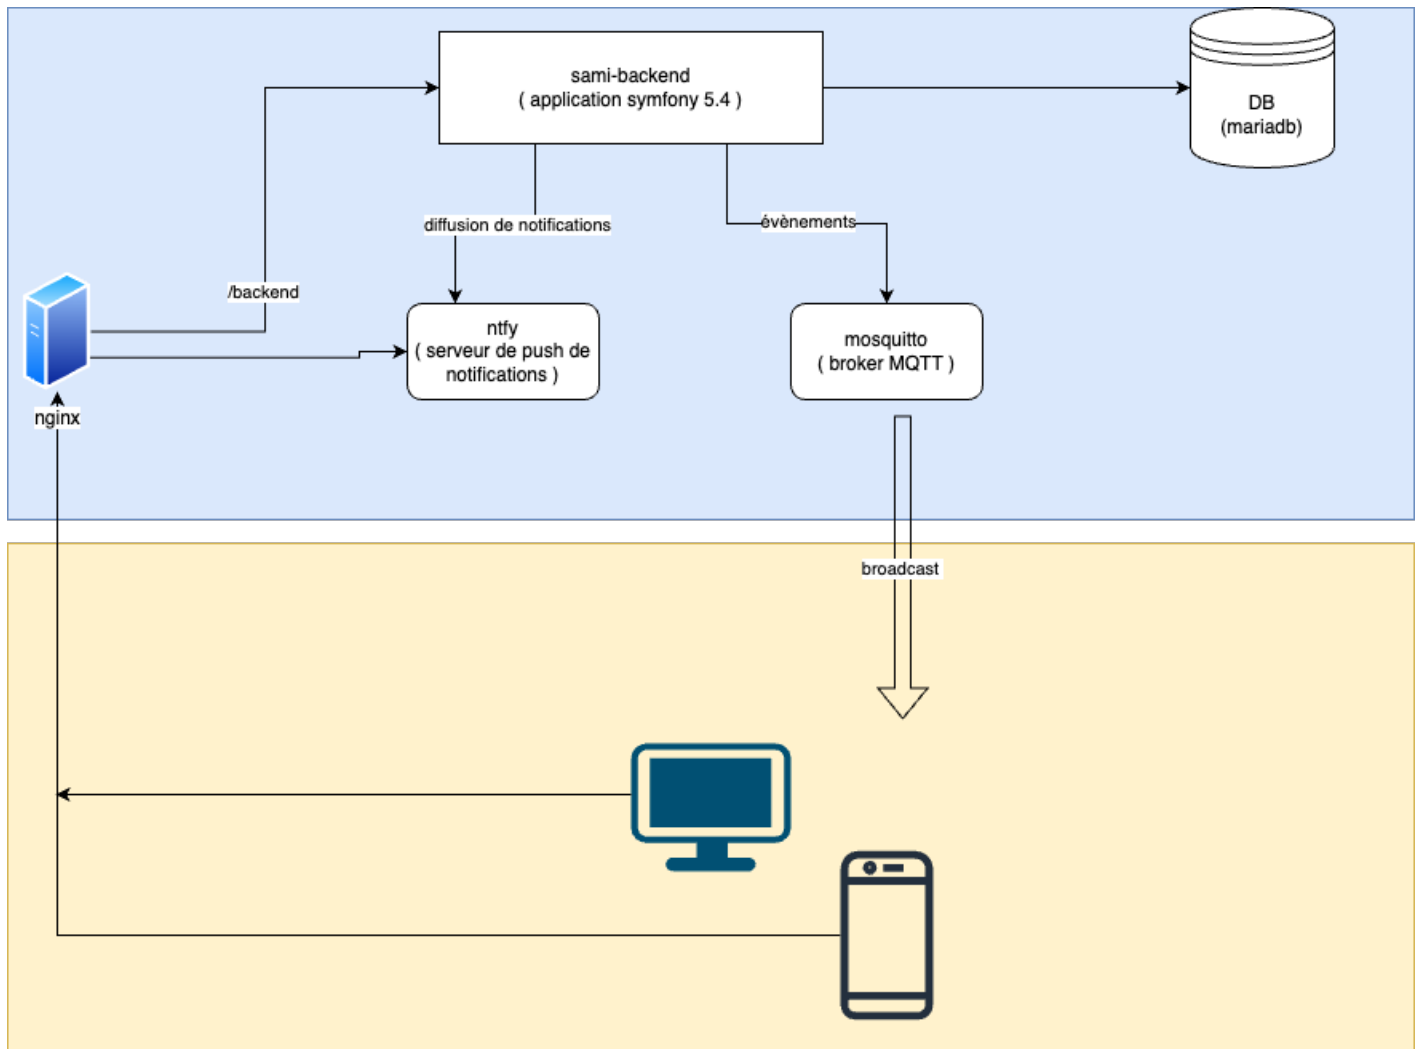 sami-backend
( application symfony 5.4 )
DB
(mariadb)
diffusion de notifications
évènements
/backend
ntfy
( serveur de push de
notifications )
mosquitto
( broker MQTT )
nginx
broadcast